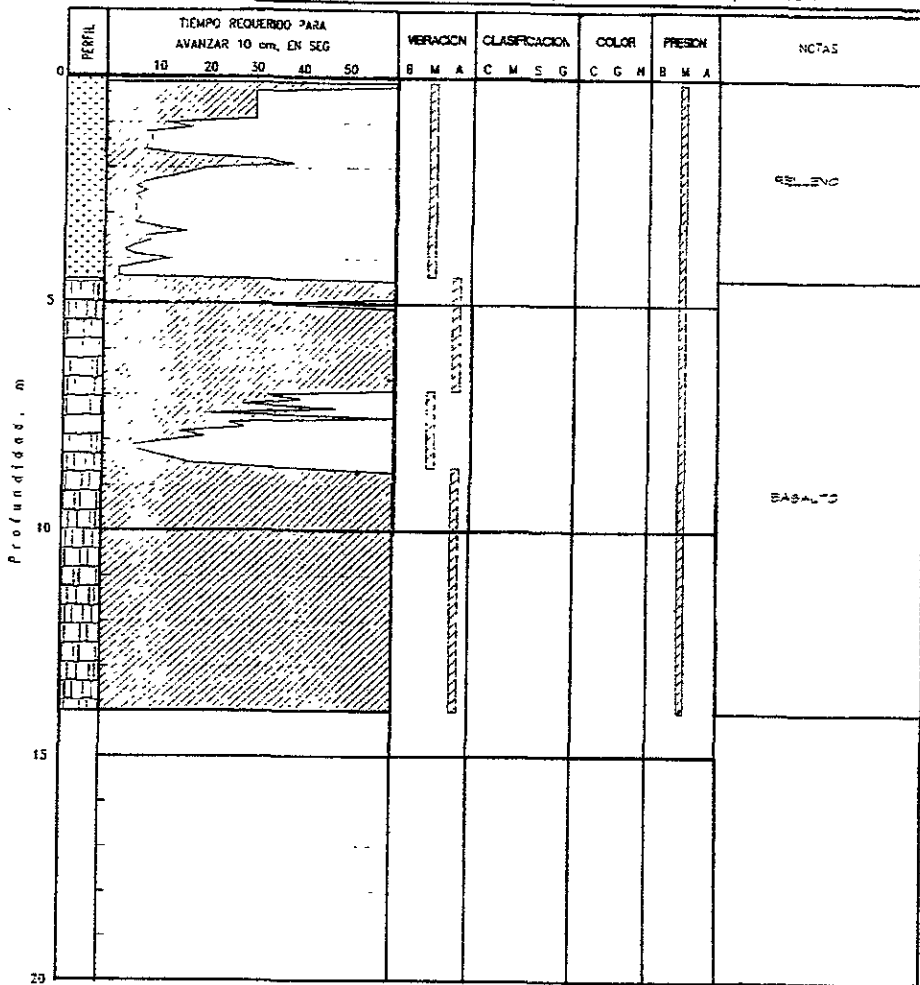 PERFIL
TIEMPO REQUERIDO PARA
AVANZAR 10 cm, EN SEG
10 20 30 40 50
VIBRACION
B M A
CLASIFICACION
C M S G
COLOR
C G N
PRESION
B M A
NOTAS
0
RELLENO
5
Profundidad, m
BASALTO
10
15
20